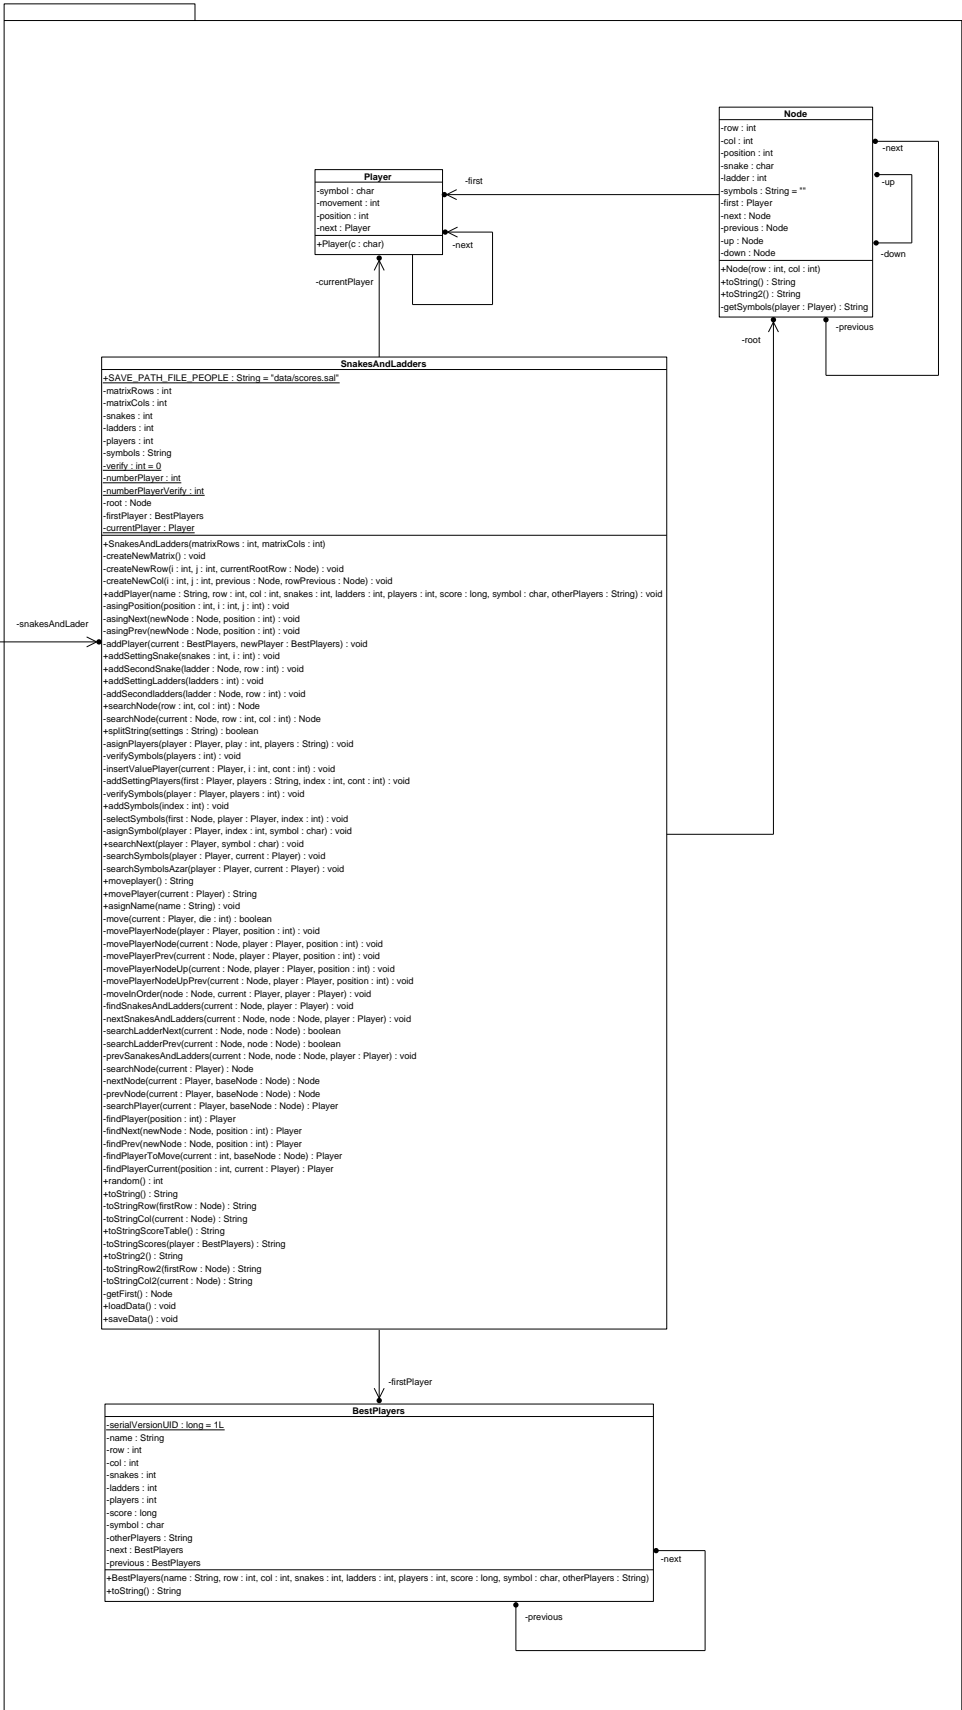 Node
-row : int
-col : int
-position : int
-snake : char
-ladder : int
-symbols : String = ""
-first : Player
-next : Node
-previous : Node
-up : Node
-down : Node
+Node(row : int, col : int)
+toString() : String
+toString2() : String
-getSymbols(player : Player) : String
-next
-up
-down
-previous
-root
-first
Player
-symbol : char
-movement : int
-position : int
-next : Player
+Player(c : char)
-next
-currentPlayer
SnakesAndLadders
+SAVE_PATH_FILE_PEOPLE : String = "data/scores.sal"
-matrixRows : int
-matrixCols : int
-snakes : int
-ladders : int
-players : int
-symbols : String
-verify : int = 0
-numberPlayer : int
-numberPlayerVerify : int
-root : Node
-firstPlayer : BestPlayers
-currentPlayer : Player
+SnakesAndLadders(matrixRows : int, matrixCols : int)
-createNewMatrix() : void
-createNewRow(i : int, j : int, currentRootRow : Node) : void
-createNewCol(i : int, j : int, previous : Node, rowPrevious : Node) : void
+addPlayer(name : String, row : int, col : int, snakes : int, ladders : int, players : int, score : long, symbol : char, otherPlayers : String) : void
-asingPosition(position : int, i : int, j : int) : void
-asingNext(newNode : Node, position : int) : void
-asingPrev(newNode : Node, position : int) : void
-addPlayer(current : BestPlayers, newPlayer : BestPlayers) : void
+addSettingSnake(snakes : int, i : int) : void
+addSecondSnake(ladder : Node, row : int) : void
+addSettingLadders(ladders : int) : void
-addSecondladders(ladder : Node, row : int) : void
+searchNode(row : int, col : int) : Node
-searchNode(current : Node, row : int, col : int) : Node
+splitString(settings : String) : boolean
-asignPlayers(player : Player, play : int, players : String) : void
-verifySymbols(players : int) : void
-insertValuePlayer(current : Player, i : int, cont : int) : void
-addSettingPlayers(first : Player, players : String, index : int, cont : int) : void
-verifySymbols(player : Player, players : int) : void
+addSymbols(index : int) : void
-selectSymbols(first : Node, player : Player, index : int) : void
-asignSymbol(player : Player, index : int, symbol : char) : void
+searchNext(player : Player, symbol : char) : void
-searchSymbols(player : Player, current : Player) : void
-searchSymbolsAzar(player : Player, current : Player) : void
+moveplayer() : String
+movePlayer(current : Player) : String
+asignName(name : String) : void
-move(current : Player, die : int) : boolean
-movePlayerNode(player : Player, position : int) : void
-movePlayerNode(current : Node, player : Player, position : int) : void
-movePlayerPrev(current : Node, player : Player, position : int) : void
-movePlayerNodeUp(current : Node, player : Player, position : int) : void
-movePlayerNodeUpPrev(current : Node, player : Player, position : int) : void
-moveInOrder(node : Node, current : Player, player : Player) : void
-findSnakesAndLadders(current : Node, player : Player) : void
-nextSnakesAndLadders(current : Node, node : Node, player : Player) : void
-searchLadderNext(current : Node, node : Node) : boolean
-searchLadderPrev(current : Node, node : Node) : boolean
-prevSanakesAndLadders(current : Node, node : Node, player : Player) : void
-searchNode(current : Player) : Node
-nextNode(current : Player, baseNode : Node) : Node
-prevNode(current : Player, baseNode : Node) : Node
-searchPlayer(current : Player, baseNode : Node) : Player
-findPlayer(position : int) : Player
-findNext(newNode : Node, position : int) : Player
-findPrev(newNode : Node, position : int) : Player
-findPlayerToMove(current : int, baseNode : Node) : Player
-findPlayerCurrent(position : int, current : Player) : Player
+random() : int
+toString() : String
-toStringRow(firstRow : Node) : String
-toStringCol(current : Node) : String
+toStringScoreTable() : String
-toStringScores(player : BestPlayers) : String
+toString2() : String
-toStringRow2(firstRow : Node) : String
-toStringCol2(current : Node) : String
-getFirst() : Node
+loadData() : void
+saveData() : void
-snakesAndLader
-firstPlayer
BestPlayers
-serialVersionUID : long = 1L
-name : String
-row : int
-col : int
-snakes : int
-ladders : int
-players : int
-score : long
-symbol : char
-otherPlayers : String
-next : BestPlayers
-previous : BestPlayers
+BestPlayers(name : String, row : int, col : int, snakes : int, ladders : int, players : int, score : long, symbol : char, otherPlayers : String)
+toString() : String
-next
-previous